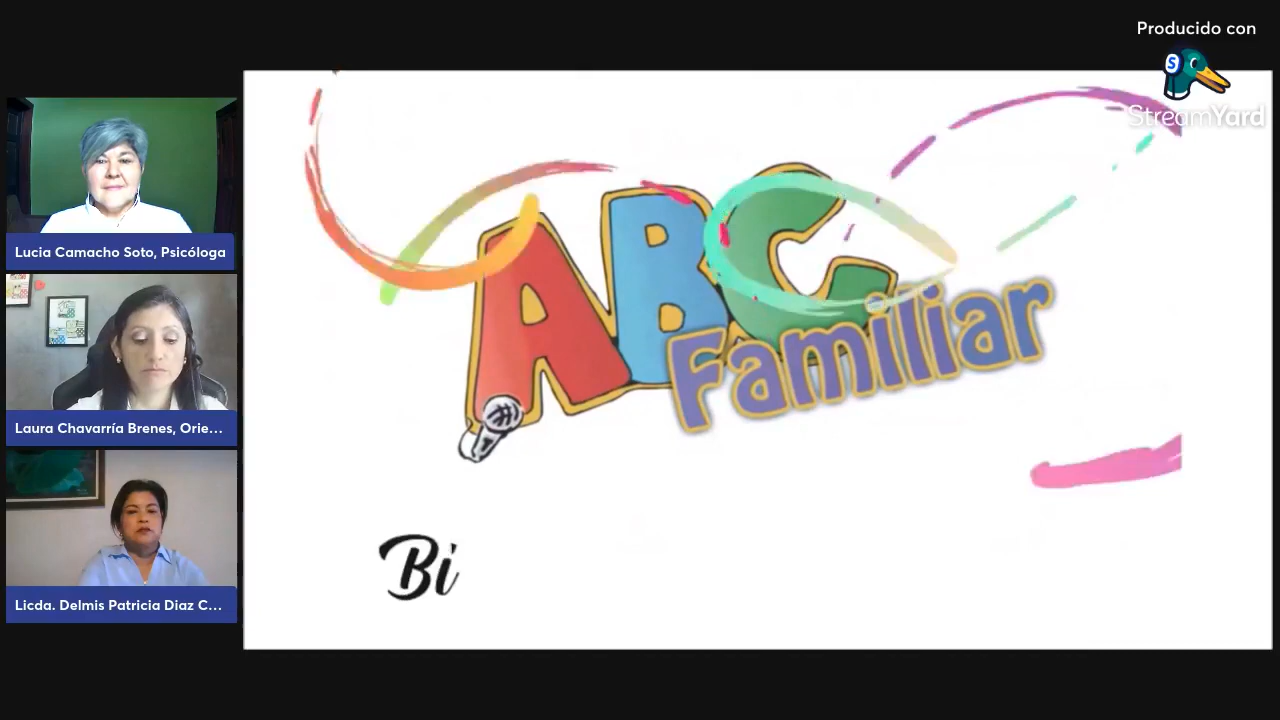 Producido con
StreamYard
Lucia Camacho Soto, Psicóloga
Laura Chavarría Brenes, Orie...
Licda. Delmis Patricia Diaz C...
ABC
Familiar
Bi